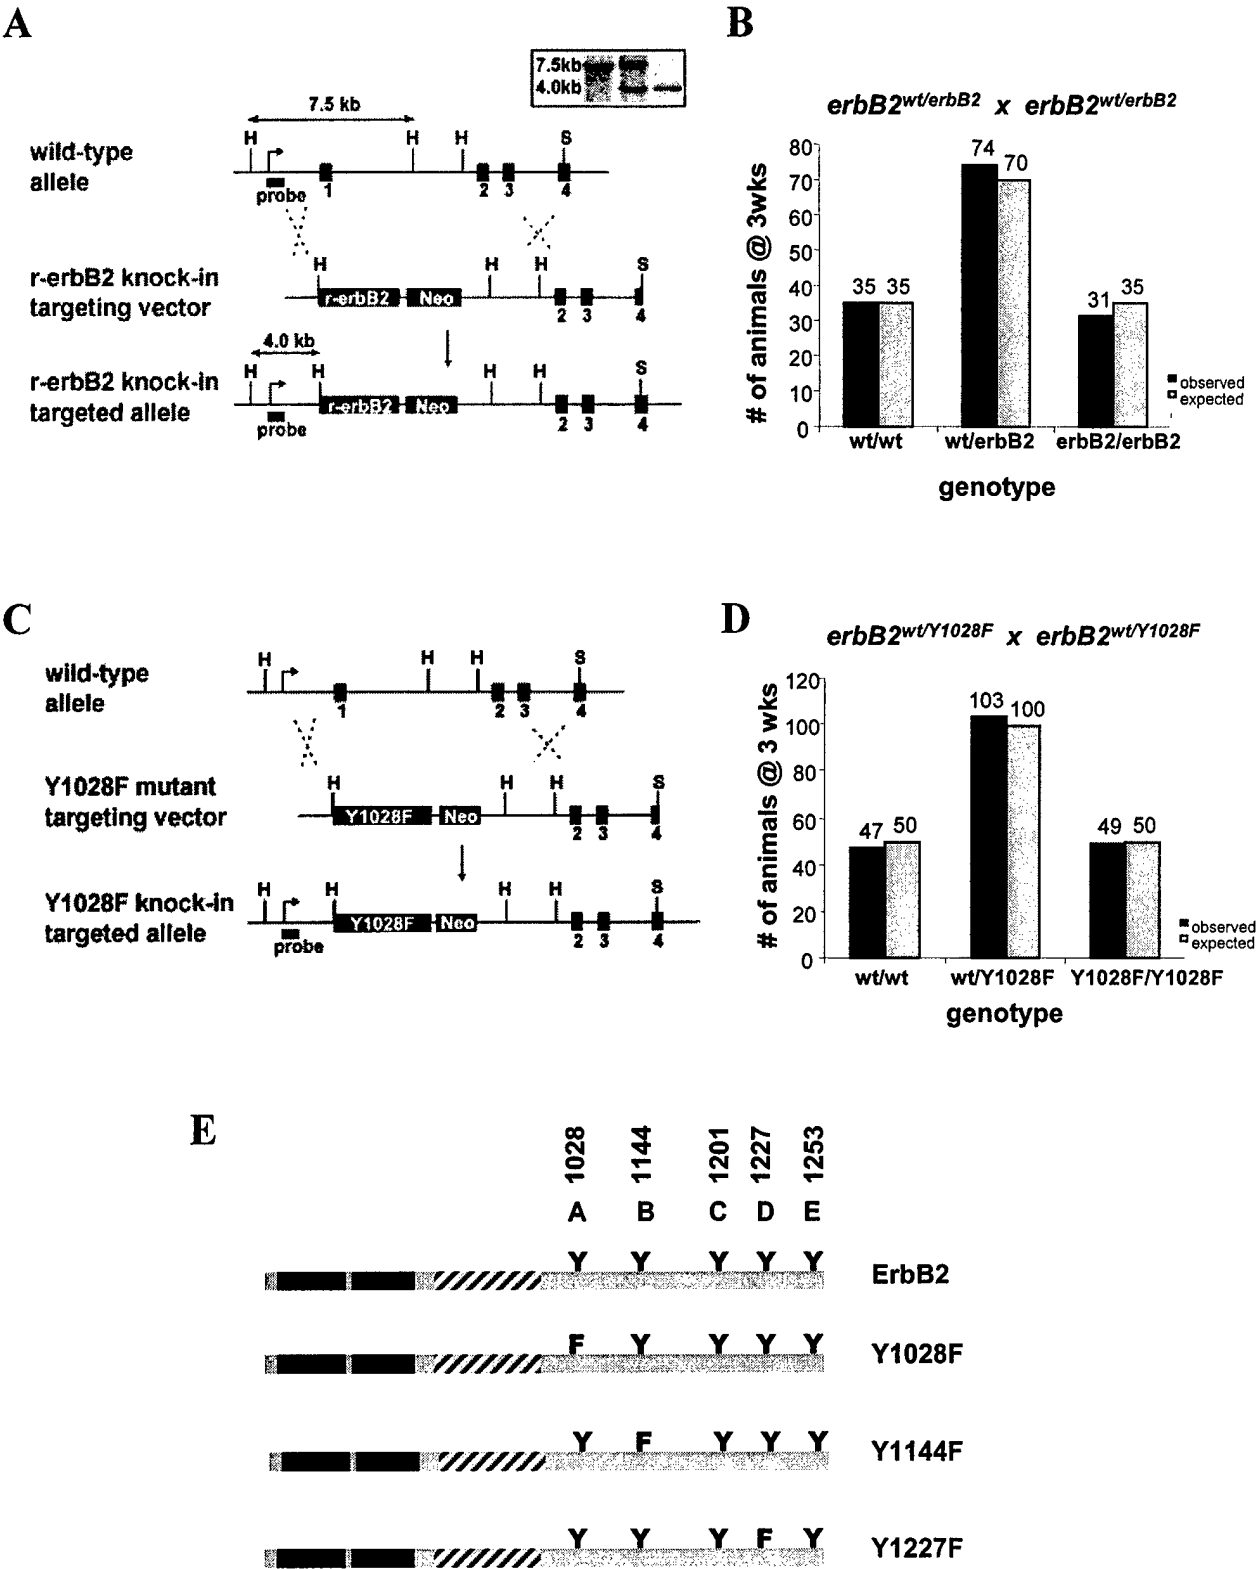 A
7.5kb
4.0kb
7.5 kb
H H H S
wild-type
allele
probe
1 2 3 4
H H H S
r-erbB2 knock-in
targeting vector
r-erbB2 Neo
2 3 4
4.0 kb
H H H H S
r-erbB2 knock-in
targeted allele
r-erbB2 Neo
probe
2 3 4
B
erbB2wt/erbB2 x erbB2wt/erbB2
# of animals @ 3wks
80
70
60
50
40
30
20
10
0
35 35
74 70
31 35
observed
expected
wt/wt wt/erbB2 erbB2/erbB2
genotype
C
H H H S
wild-type
allele
1 2 3 4
H H H S
Y1028F mutant
targeting vector
Y1028F Neo
2 3 4
H H H H S
Y1028F knock-in
targeted allele
Y1028F Neo
probe
2 3 4
D
erbB2wt/Y1028F x erbB2wt/Y1028F
# of animals @ 3 wks
120
100
80
60
40
20
0
47 50
103 100
49 50
observed
expected
wt/wt wt/Y1028F Y1028F/Y1028F
genotype
E
1028 1144 1201 1227 1253
A B C D E
Y Y Y Y Y ErbB2
F Y Y Y Y Y1028F
Y F Y Y Y Y1144F
Y Y Y F Y Y1227F